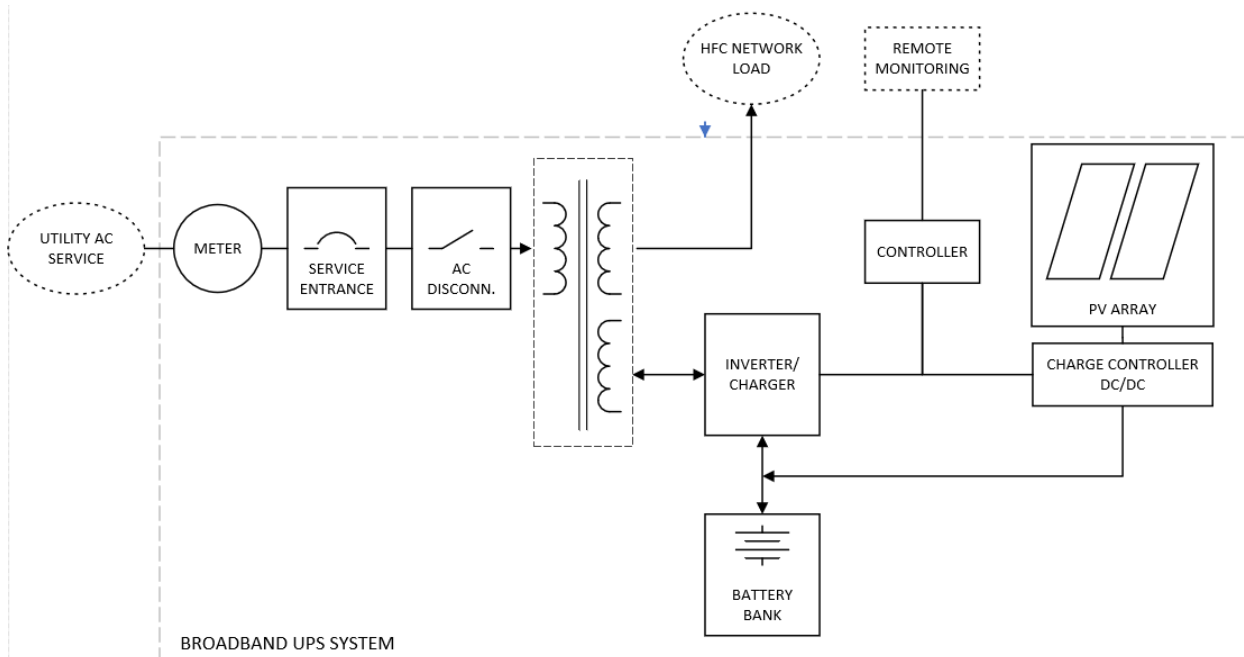 HFC NETWORK
LOAD
REMOTE
MONITORING
UTILITY AC
SERVICE
METER
SERVICE
ENTRANCE
AC
DISCONN.
CONTROLLER
PV ARRAY
INVERTER/
CHARGER
CHARGE CONTROLLER
DC/DC
BATTERY
BANK
BROADBAND UPS SYSTEM